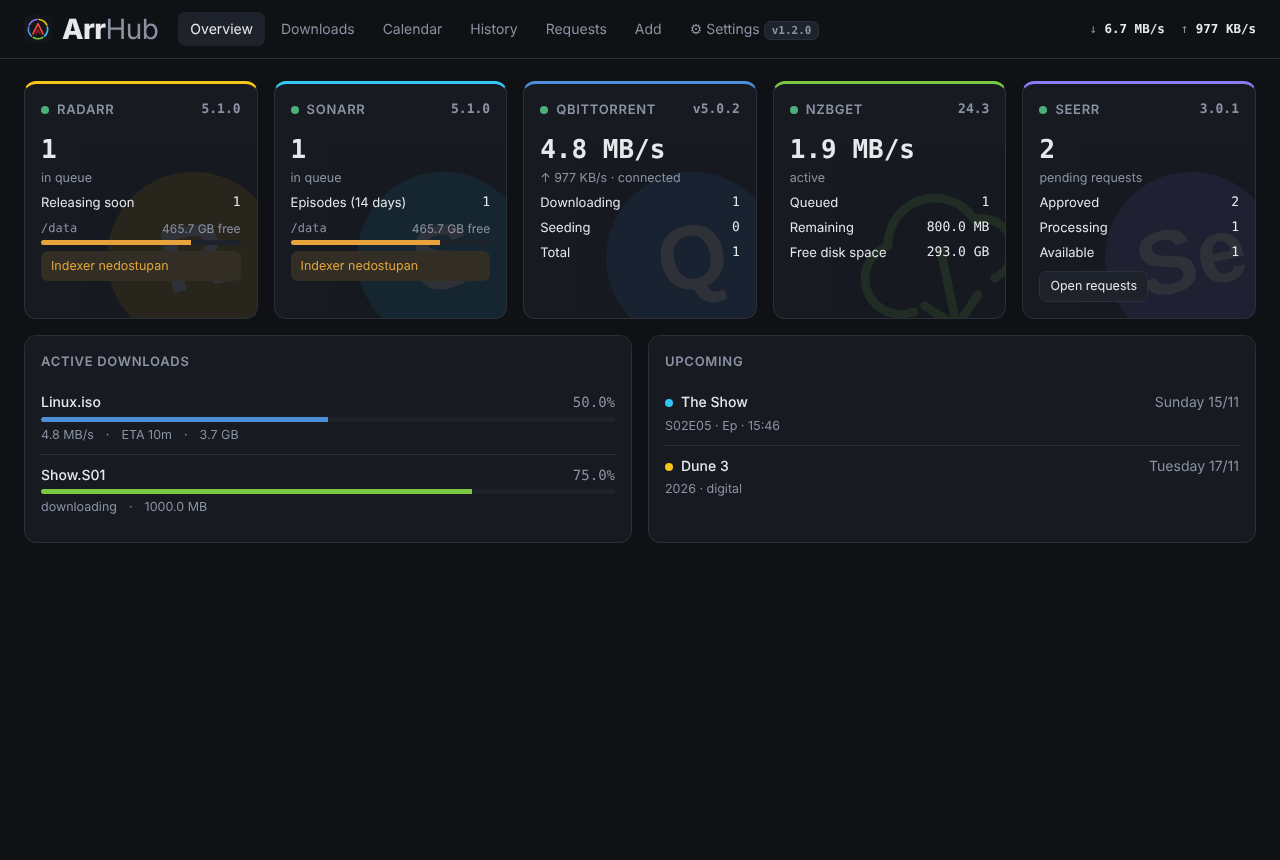 ArrHub Overview Downloads Calendar History Requests Add ⚙ Settings v1.2.0 ↓ 6.7 MB/s ↑ 977 KB/s
RADARR 5.1.0
1
in queue
Releasing soon 1
/data 465.7 GB free
Indexer nedostupan
R
SONARR 5.1.0
1
in queue
Episodes (14 days) 1
/data 465.7 GB free
Indexer nedostupan
S
QBITTORRENT v5.0.2
4.8 MB/s
↑ 977 KB/s · connected
Downloading 1
Seeding 0
Total 1
Q
NZBGET 24.3
1.9 MB/s
active
Queued 1
Remaining 800.0 MB
Free disk space 293.0 GB
SEERR 3.0.1
2
pending requests
Approved 2
Processing 1
Available 1
Open requests
Se
ACTIVE DOWNLOADS
Linux.iso 50.0%
4.8 MB/s · ETA 10m · 3.7 GB
Show.S01 75.0%
downloading · 1000.0 MB
UPCOMING
The Show Sunday 15/11
S02E05 · Ep · 15:46
Dune 3 Tuesday 17/11
2026 · digital